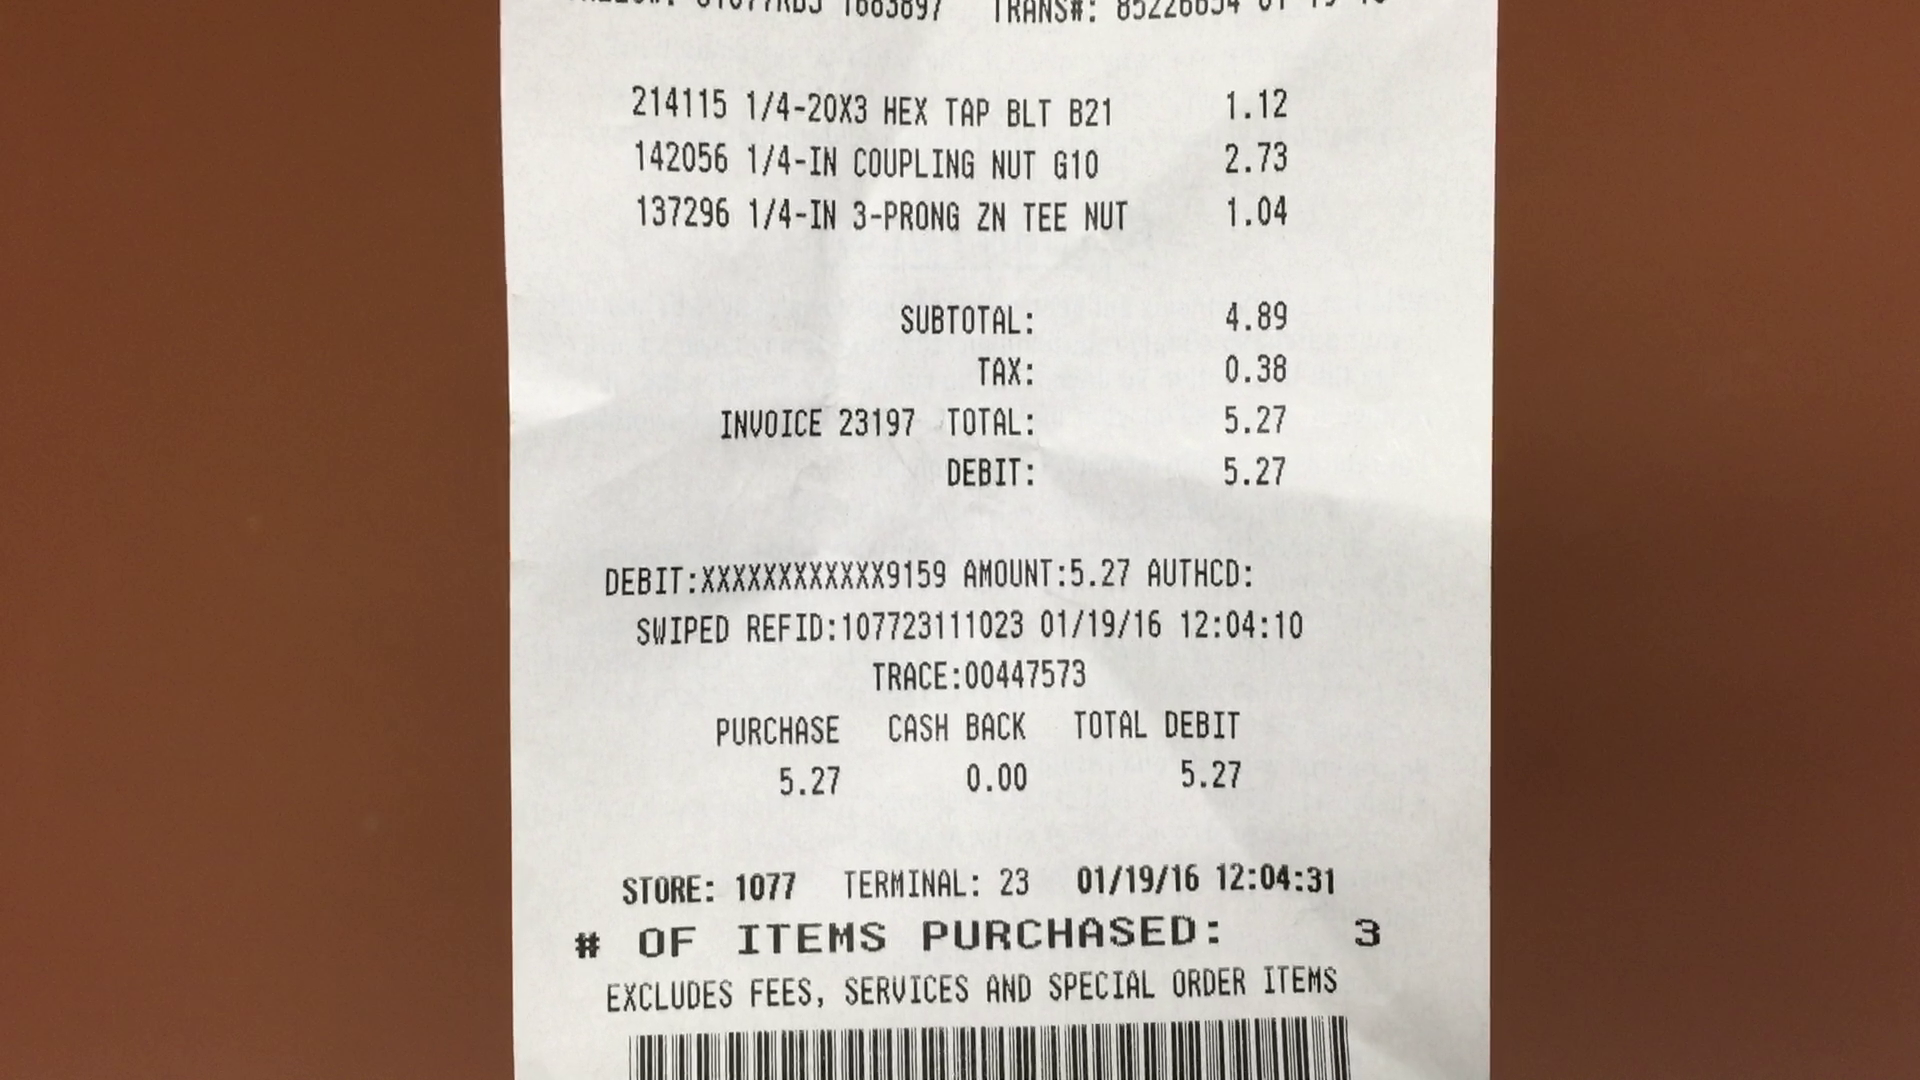 TRANS#:
214115 1/4-20X3 HEX TAP BLT B21 1.12
142056 1/4-IN COUPLING NUT G10 2.73
137296 1/4-IN 3-PRONG ZN TEE NUT 1.04
SUBTOTAL: 4.89
TAX: 0.38
INVOICE 23197 TOTAL: 5.27
DEBIT: 5.27
DEBIT:XXXXXXXXXXXX9159 AMOUNT:5.27 AUTHCD:
SWIPED REFID:107723111023 01/19/16 12:04:10
TRACE:00447573
PURCHASE CASH BACK TOTAL DEBIT
5.27 0.00 5.27
STORE: 1077 TERMINAL: 23 01/19/16 12:04:31
# OF ITEMS PURCHASED: 3
EXCLUDES FEES, SERVICES AND SPECIAL ORDER ITEMS